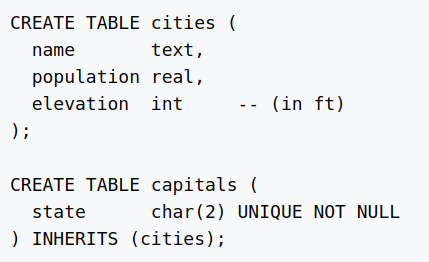 CREATE TABLE cities (
  name       text,
  population real,
  elevation  int     -- (in ft)
);

CREATE TABLE capitals (
  state      char(2) UNIQUE NOT NULL
) INHERITS (cities);